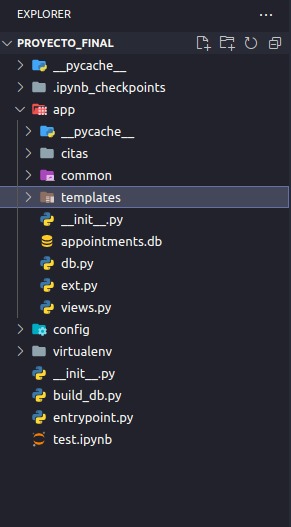 EXPLORER
PROYECTO_FINAL
__pycache__
.ipynb_checkpoints
app
__pycache__
citas
common
templates
__init__.py
appointments.db
db.py
ext.py
views.py
config
virtualenv
__init__.py
build_db.py
entrypoint.py
test.ipynb